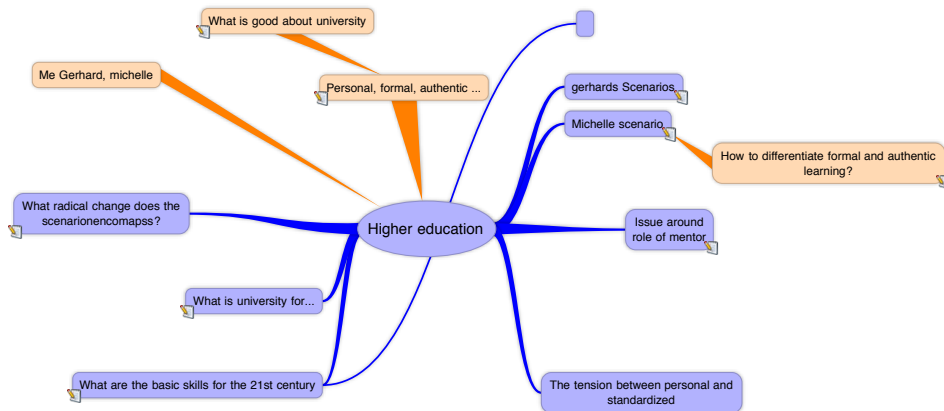 What is good about university
Me Gerhard, michelle
Personal, formal, authentic ...
gerhards Scenarios
Michelle scenario
How to differentiate formal and authentic
learning?
What radical change does the
scenarionencomapss?
Higher education
Issue around
role of mentor
What is university for...
What are the basic skills for the 21st century
The tension between personal and
standardized